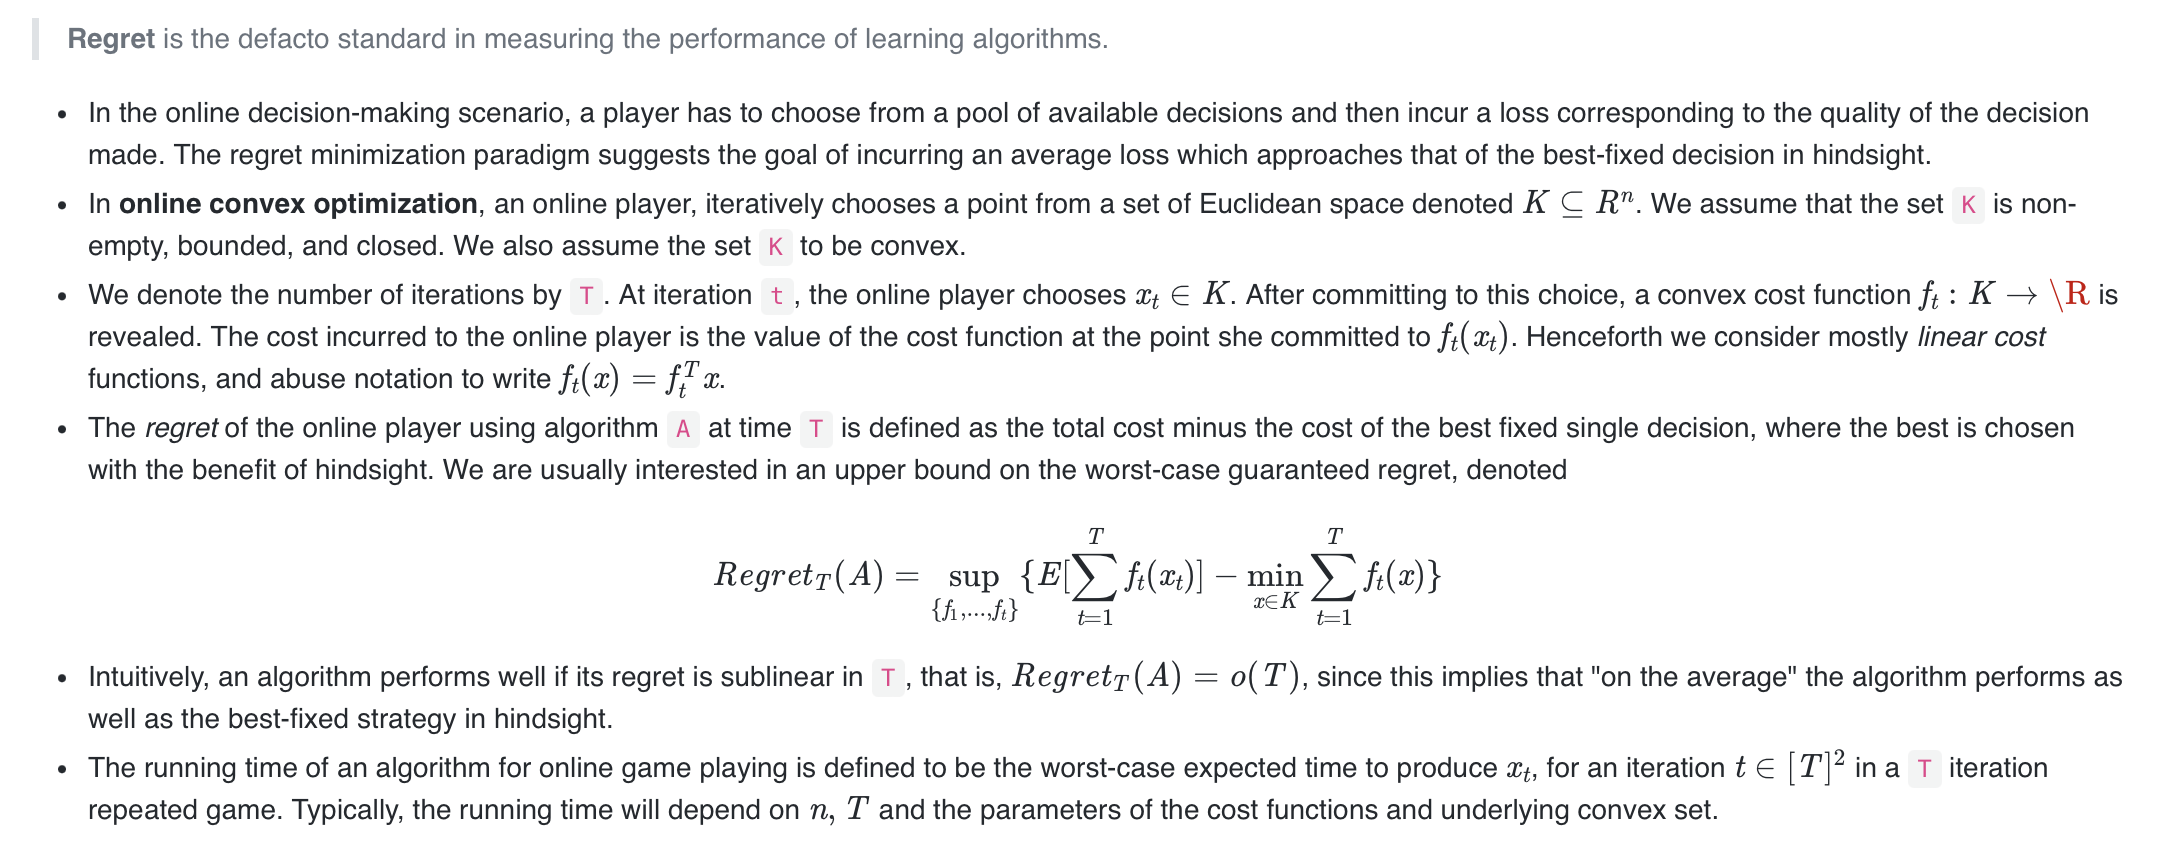 Regret is the defacto standard in measuring the performance of learning algorithms.
• In the online decision-making scenario, a player has to choose from a pool of available decisions and then incur a loss corresponding to the quality of the decision
made. The regret minimization paradigm suggests the goal of incurring an average loss which approaches that of the best-fixed decision in hindsight.
• In online convex optimization, an online player, iteratively chooses a point from a set of Euclidean space denoted $K \subseteq R^n$. We assume that the set K is non-
empty, bounded, and closed. We also assume the set K to be convex.
• We denote the number of iterations by T. At iteration t, the online player chooses $x_t \in K$. After committing to this choice, a convex cost function $f_t : K \to$ \R is
revealed. The cost incurred to the online player is the value of the cost function at the point she committed to $f_t(x_t)$. Henceforth we consider mostly linear cost
functions, and abuse notation to write $f_t(x) = f_t^T x$.
• The regret of the online player using algorithm A at time T is defined as the total cost minus the cost of the best fixed single decision, where the best is chosen
with the benefit of hindsight. We are usually interested in an upper bound on the worst-case guaranteed regret, denoted
$Regret_T(A) = \sup_{\{f_1,...,f_t\}} \{E[\sum_{t=1}^{T} f_t(x_t)] - \min_{x \in K} \sum_{t=1}^{T} f_t(x)\}$
• Intuitively, an algorithm performs well if its regret is sublinear in T, that is, $Regret_T(A) = o(T)$, since this implies that "on the average" the algorithm performs as
well as the best-fixed strategy in hindsight.
• The running time of an algorithm for online game playing is defined to be the worst-case expected time to produce $x_t$, for an iteration $t \in [T]^2$ in a T iteration
repeated game. Typically, the running time will depend on $n$, $T$ and the parameters of the cost functions and underlying convex set.